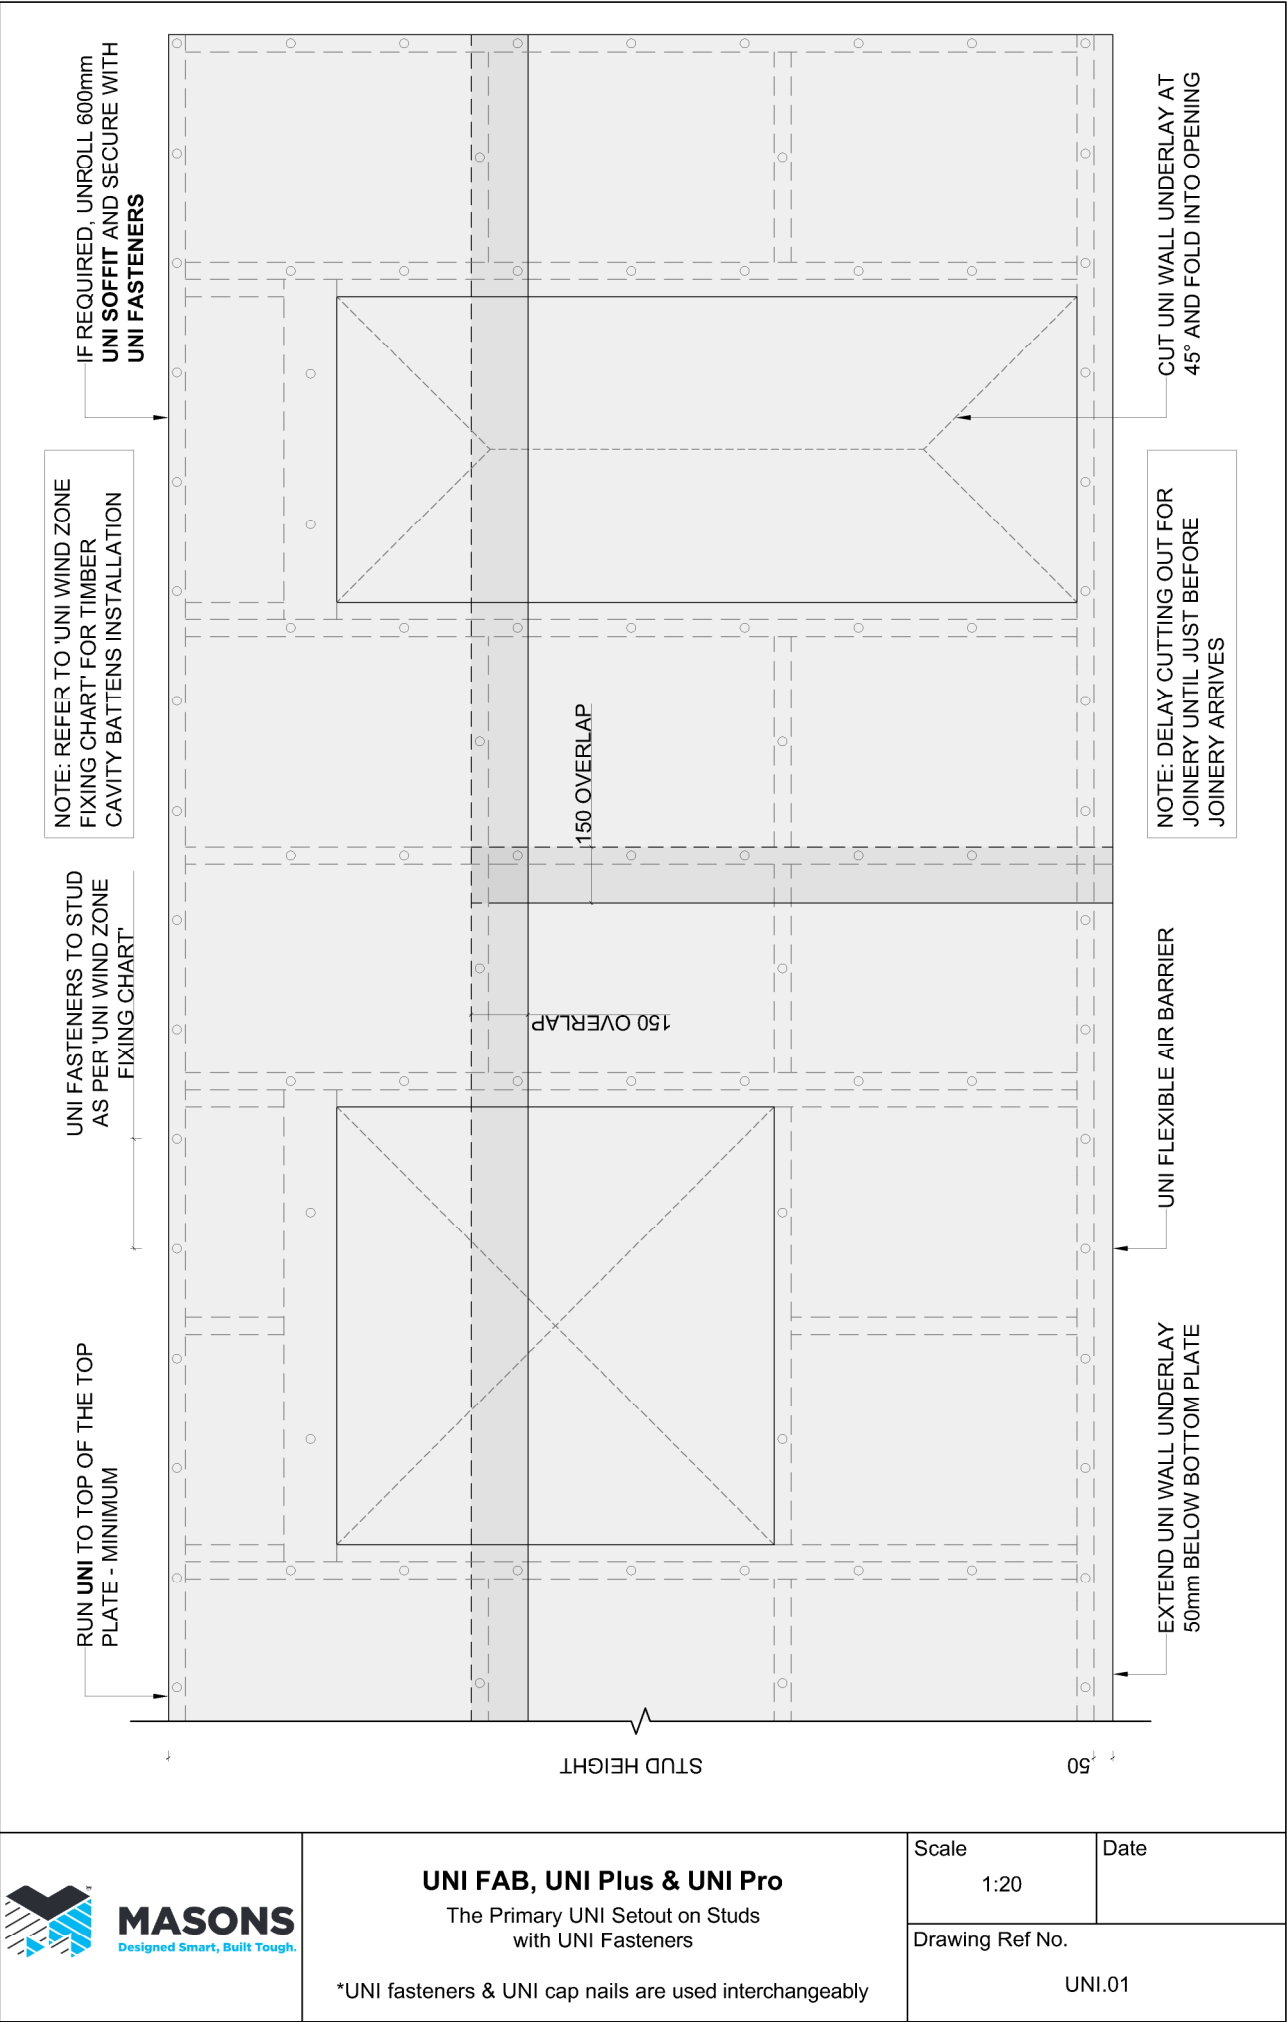 RUN UNI TO TOP OF THE TOP
PLATE - MINIMUM
UNI FASTENERS TO STUD
AS PER 'UNI WIND ZONE
FIXING CHART'
NOTE: REFER TO 'UNI WIND ZONE
FIXING CHART' FOR TIMBER
CAVITY BATTENS INSTALLATION
IF REQUIRED, UNROLL 600mm
UNI SOFFIT AND SECURE WITH
UNI FASTENERS
150 OVERLAP
150 OVERLAP
STUD HEIGHT
50
EXTEND UNI WALL UNDERLAY
50mm BELOW BOTTOM PLATE
UNI FLEXIBLE AIR BARRIER
NOTE: DELAY CUTTING OUT FOR
JOINERY UNTIL JUST BEFORE
JOINERY ARRIVES
CUT UNI WALL UNDERLAY AT
45° AND FOLD INTO OPENING
MASONS
Designed Smart, Built Tough.
UNI FAB, UNI Plus & UNI Pro
The Primary UNI Setout on Studs
with UNI Fasteners
*UNI fasteners & UNI cap nails are used interchangeably
Scale
1:20
Date
Drawing Ref No.
UNI.01